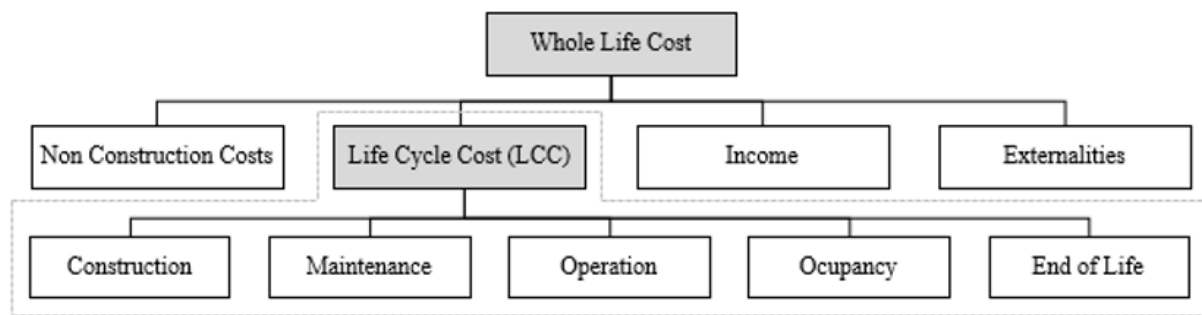 Whole Life Cost
Non Construction Costs
Life Cycle Cost (LCC)
Income
Externalities
Construction
Maintenance
Operation
Ocupancy
End of Life